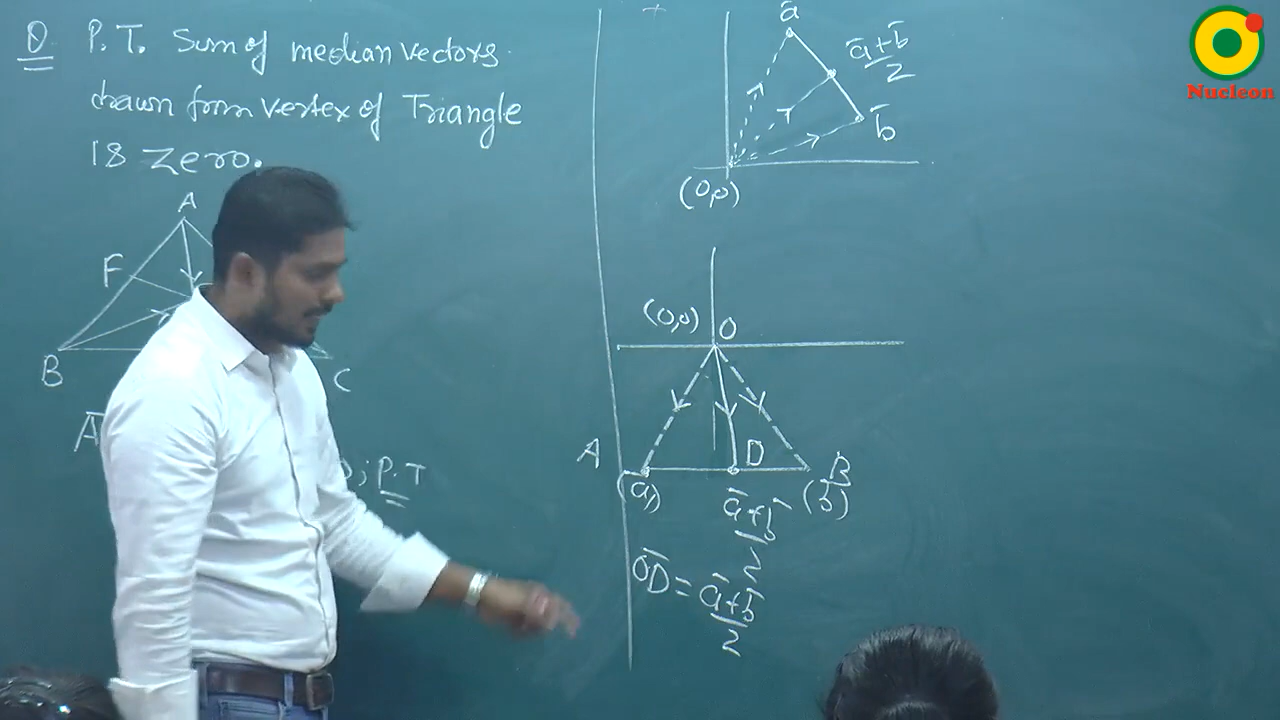 Q P.T. Sum of median vectors
drawn from vertex of Triangle
is zero.
A
F
B
C
A̅
; P.T
a̅
a̅+b̅
2
b̅
(0,0)
(0,0) O
A
D
B
(a̅)
a̅+b̅
2
(b̅)
O̅D̅ = a̅+b̅
2
Nucleon